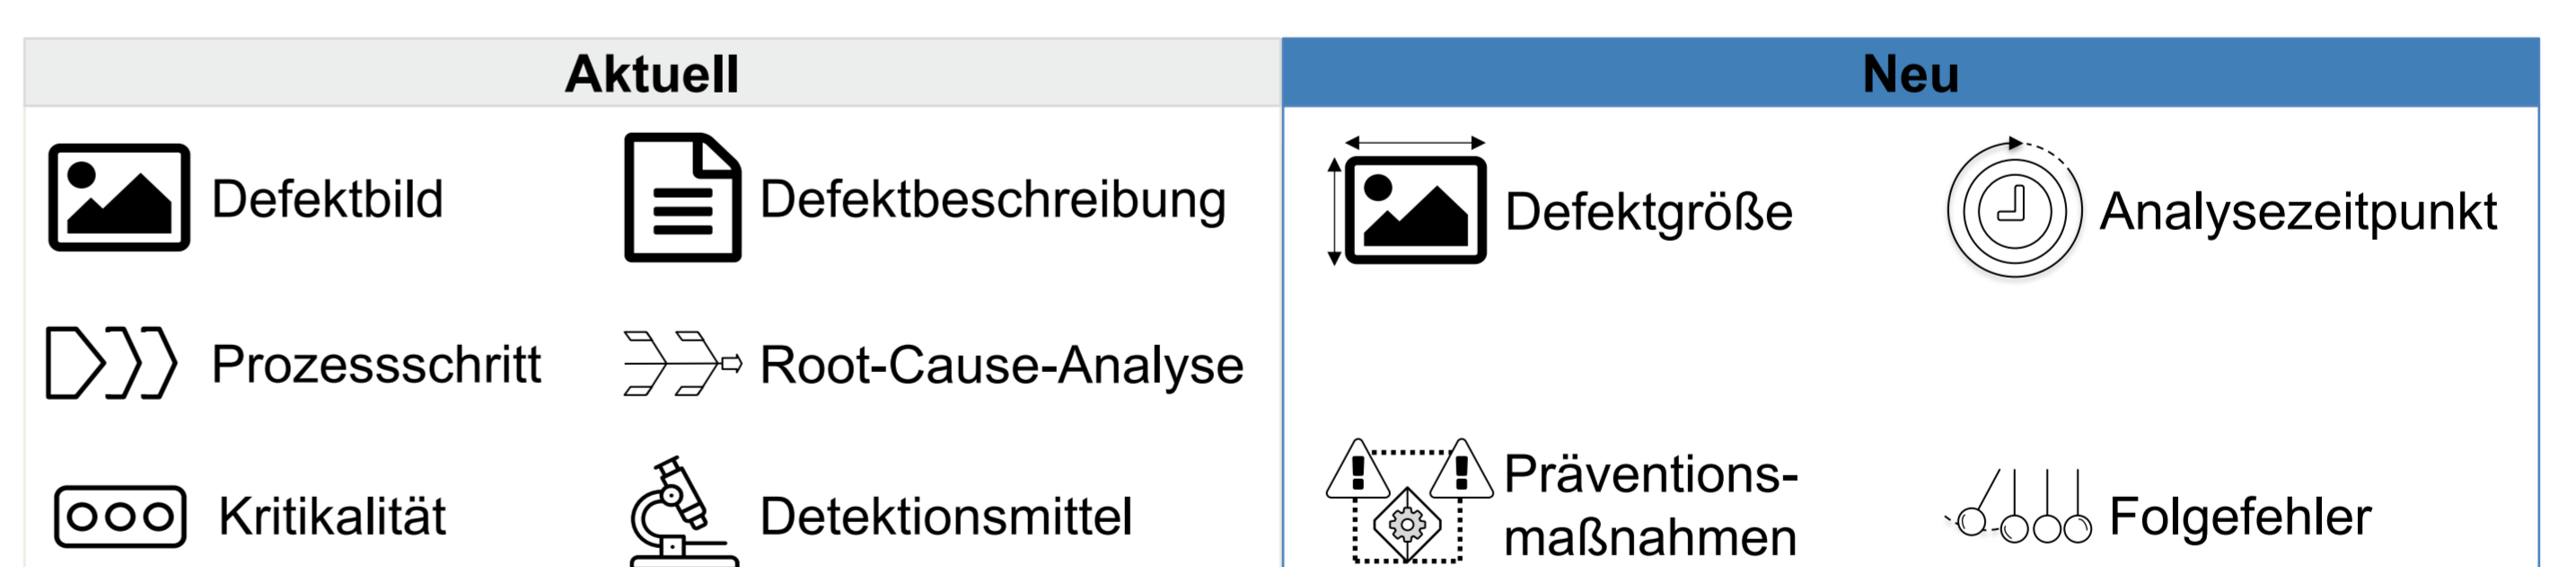 Aktuell
Neu
Defektbild
Defektbeschreibung
Defektgröße
Analysezeitpunkt
Prozessschritt
Root-Cause-Analyse
Kritikalität
Detektionsmittel
Präventions-
maßnahmen
Folgefehler